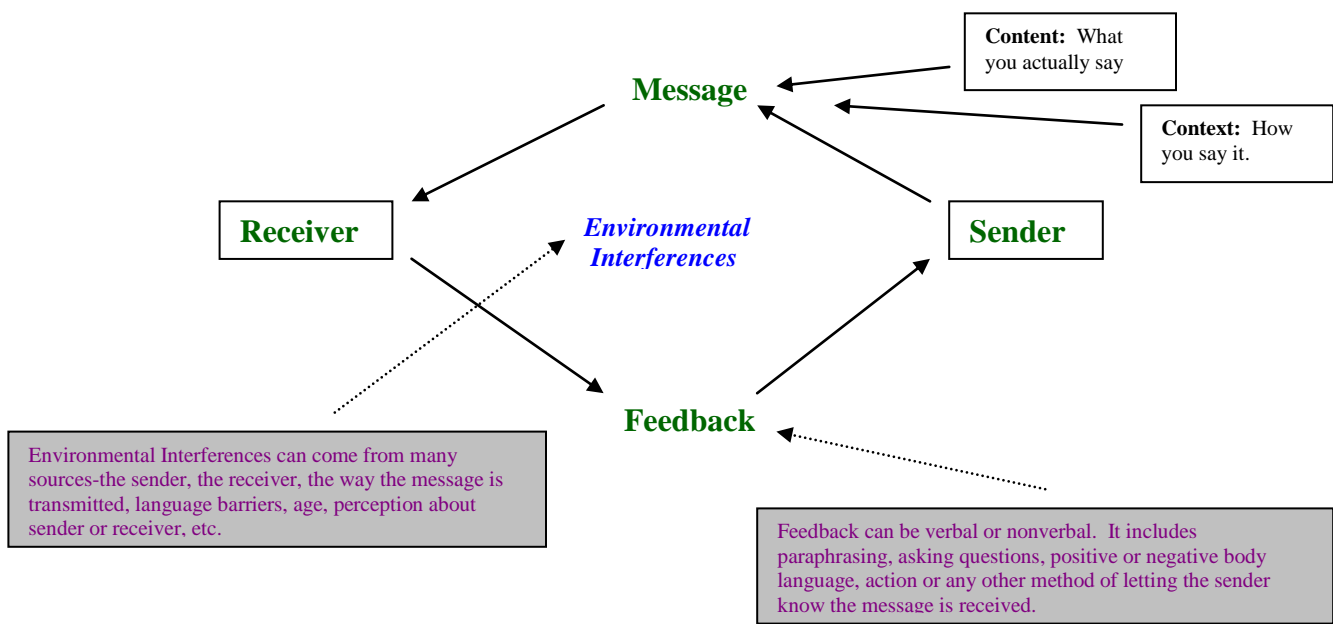 Content: What
you actually say
Message
Context: How
you say it.
Receiver
Environmental
Interferences
Sender
Feedback
Environmental Interferences can come from many
sources-the sender, the receiver, the way the message is
transmitted, language barriers, age, perception about
sender or receiver, etc.
Feedback can be verbal or nonverbal. It includes
paraphrasing, asking questions, positive or negative body
language, action or any other method of letting the sender
know the message is received.